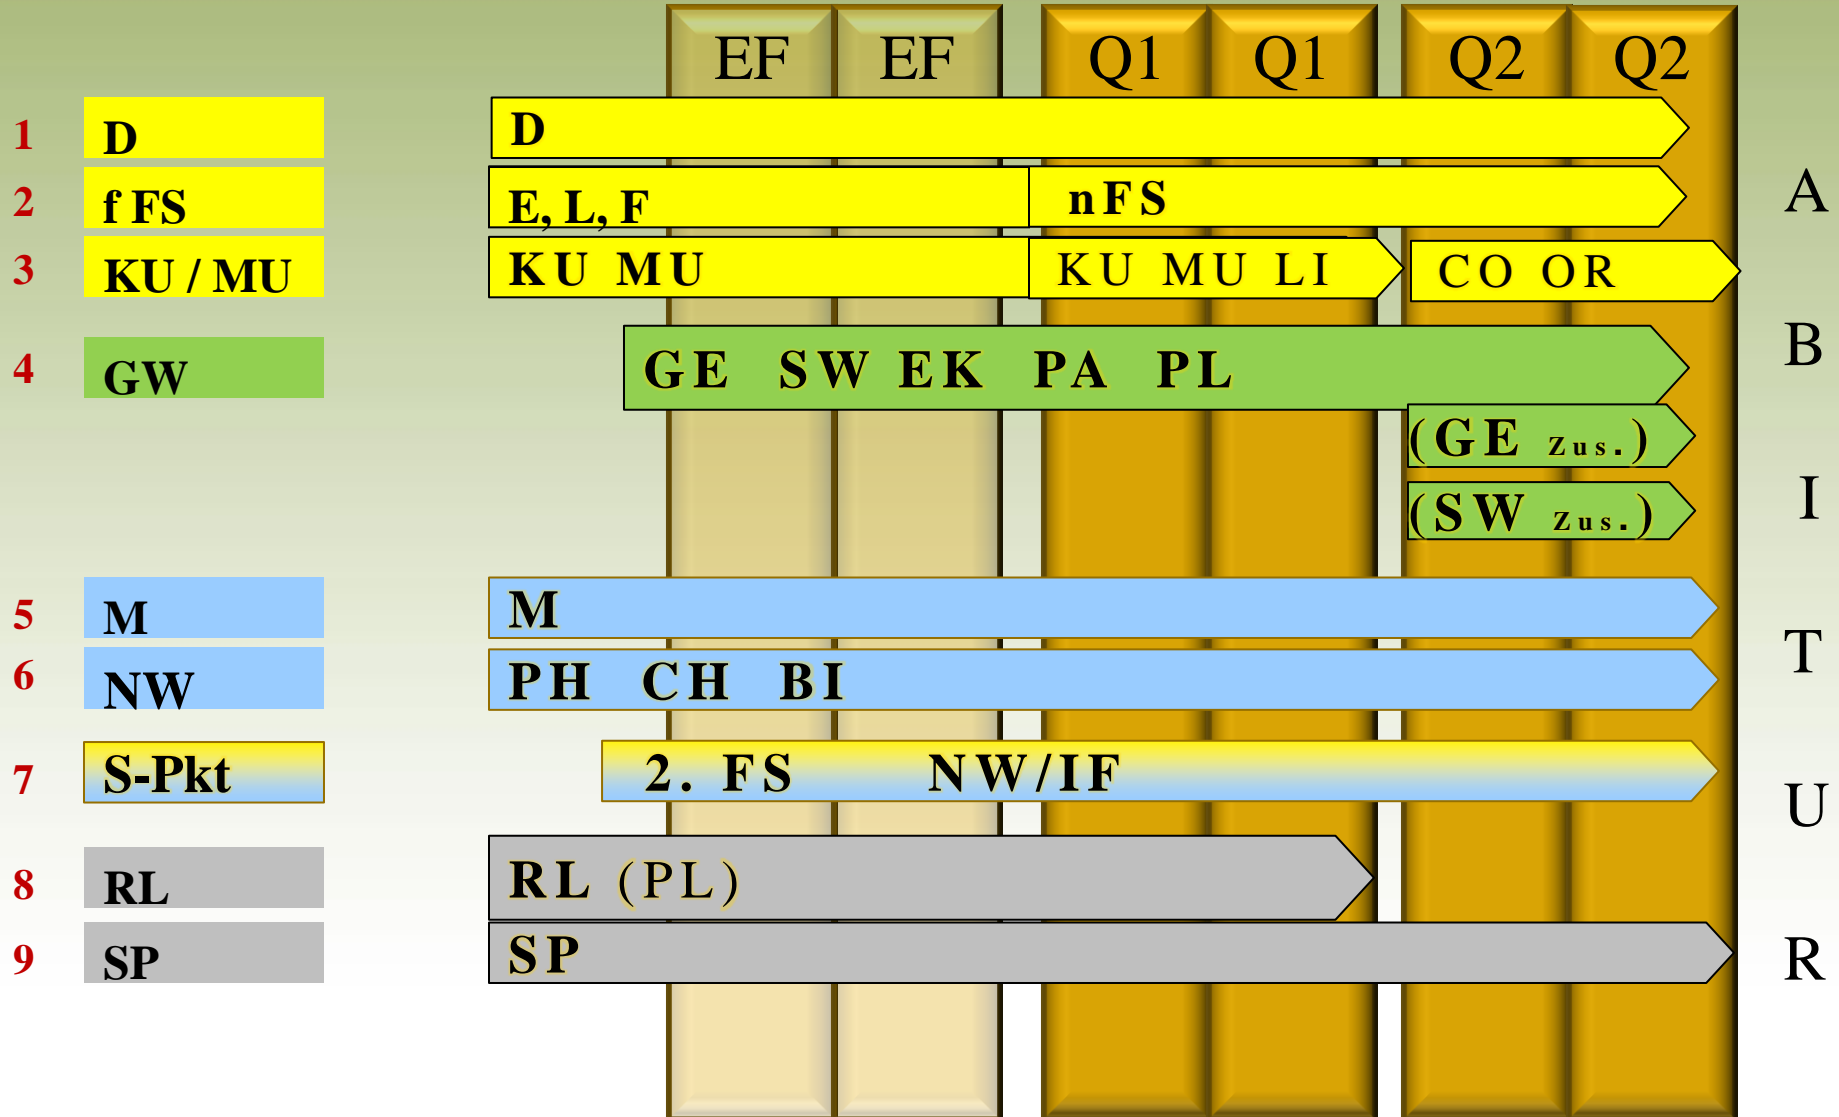 EF EF Q1 Q1 Q2 Q2
1 D D
2 f FS E, L, F nFS
3 KU / MU KU MU KU MU LI CO OR
4 GW GE SW EK PA PL
(GE Zus.)
(SW Zus.)
5 M M
6 NW PH CH BI
7 S-Pkt 2. FS NW/IF
8 RL RL (PL)
9 SP SP
A
B
I
T
U
R